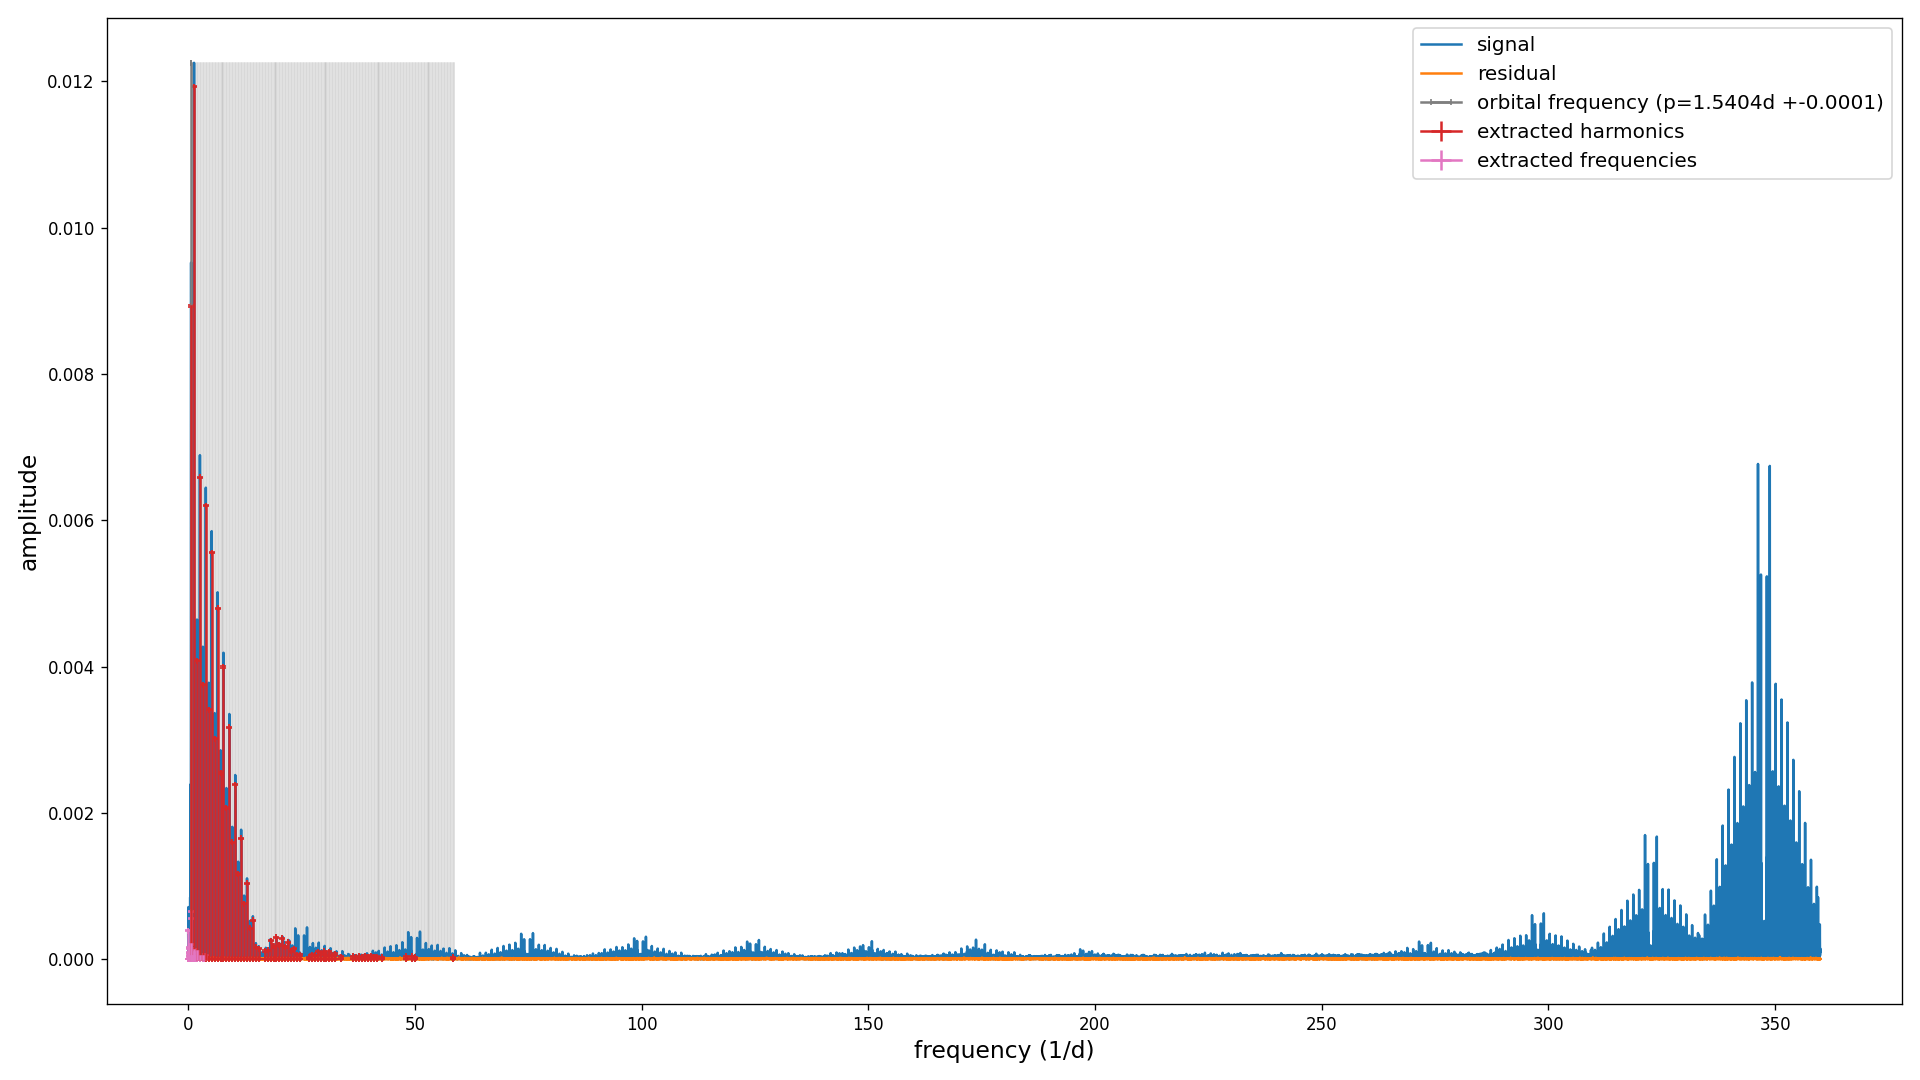 signal
residual
orbital frequency (p=1.5404d +-0.0001)
extracted harmonics
extracted frequencies
amplitude
0.012
0.010
0.008
0.006
0.004
0.002
0.000
0 50 100 150 200 250 300 350
frequency (1/d)